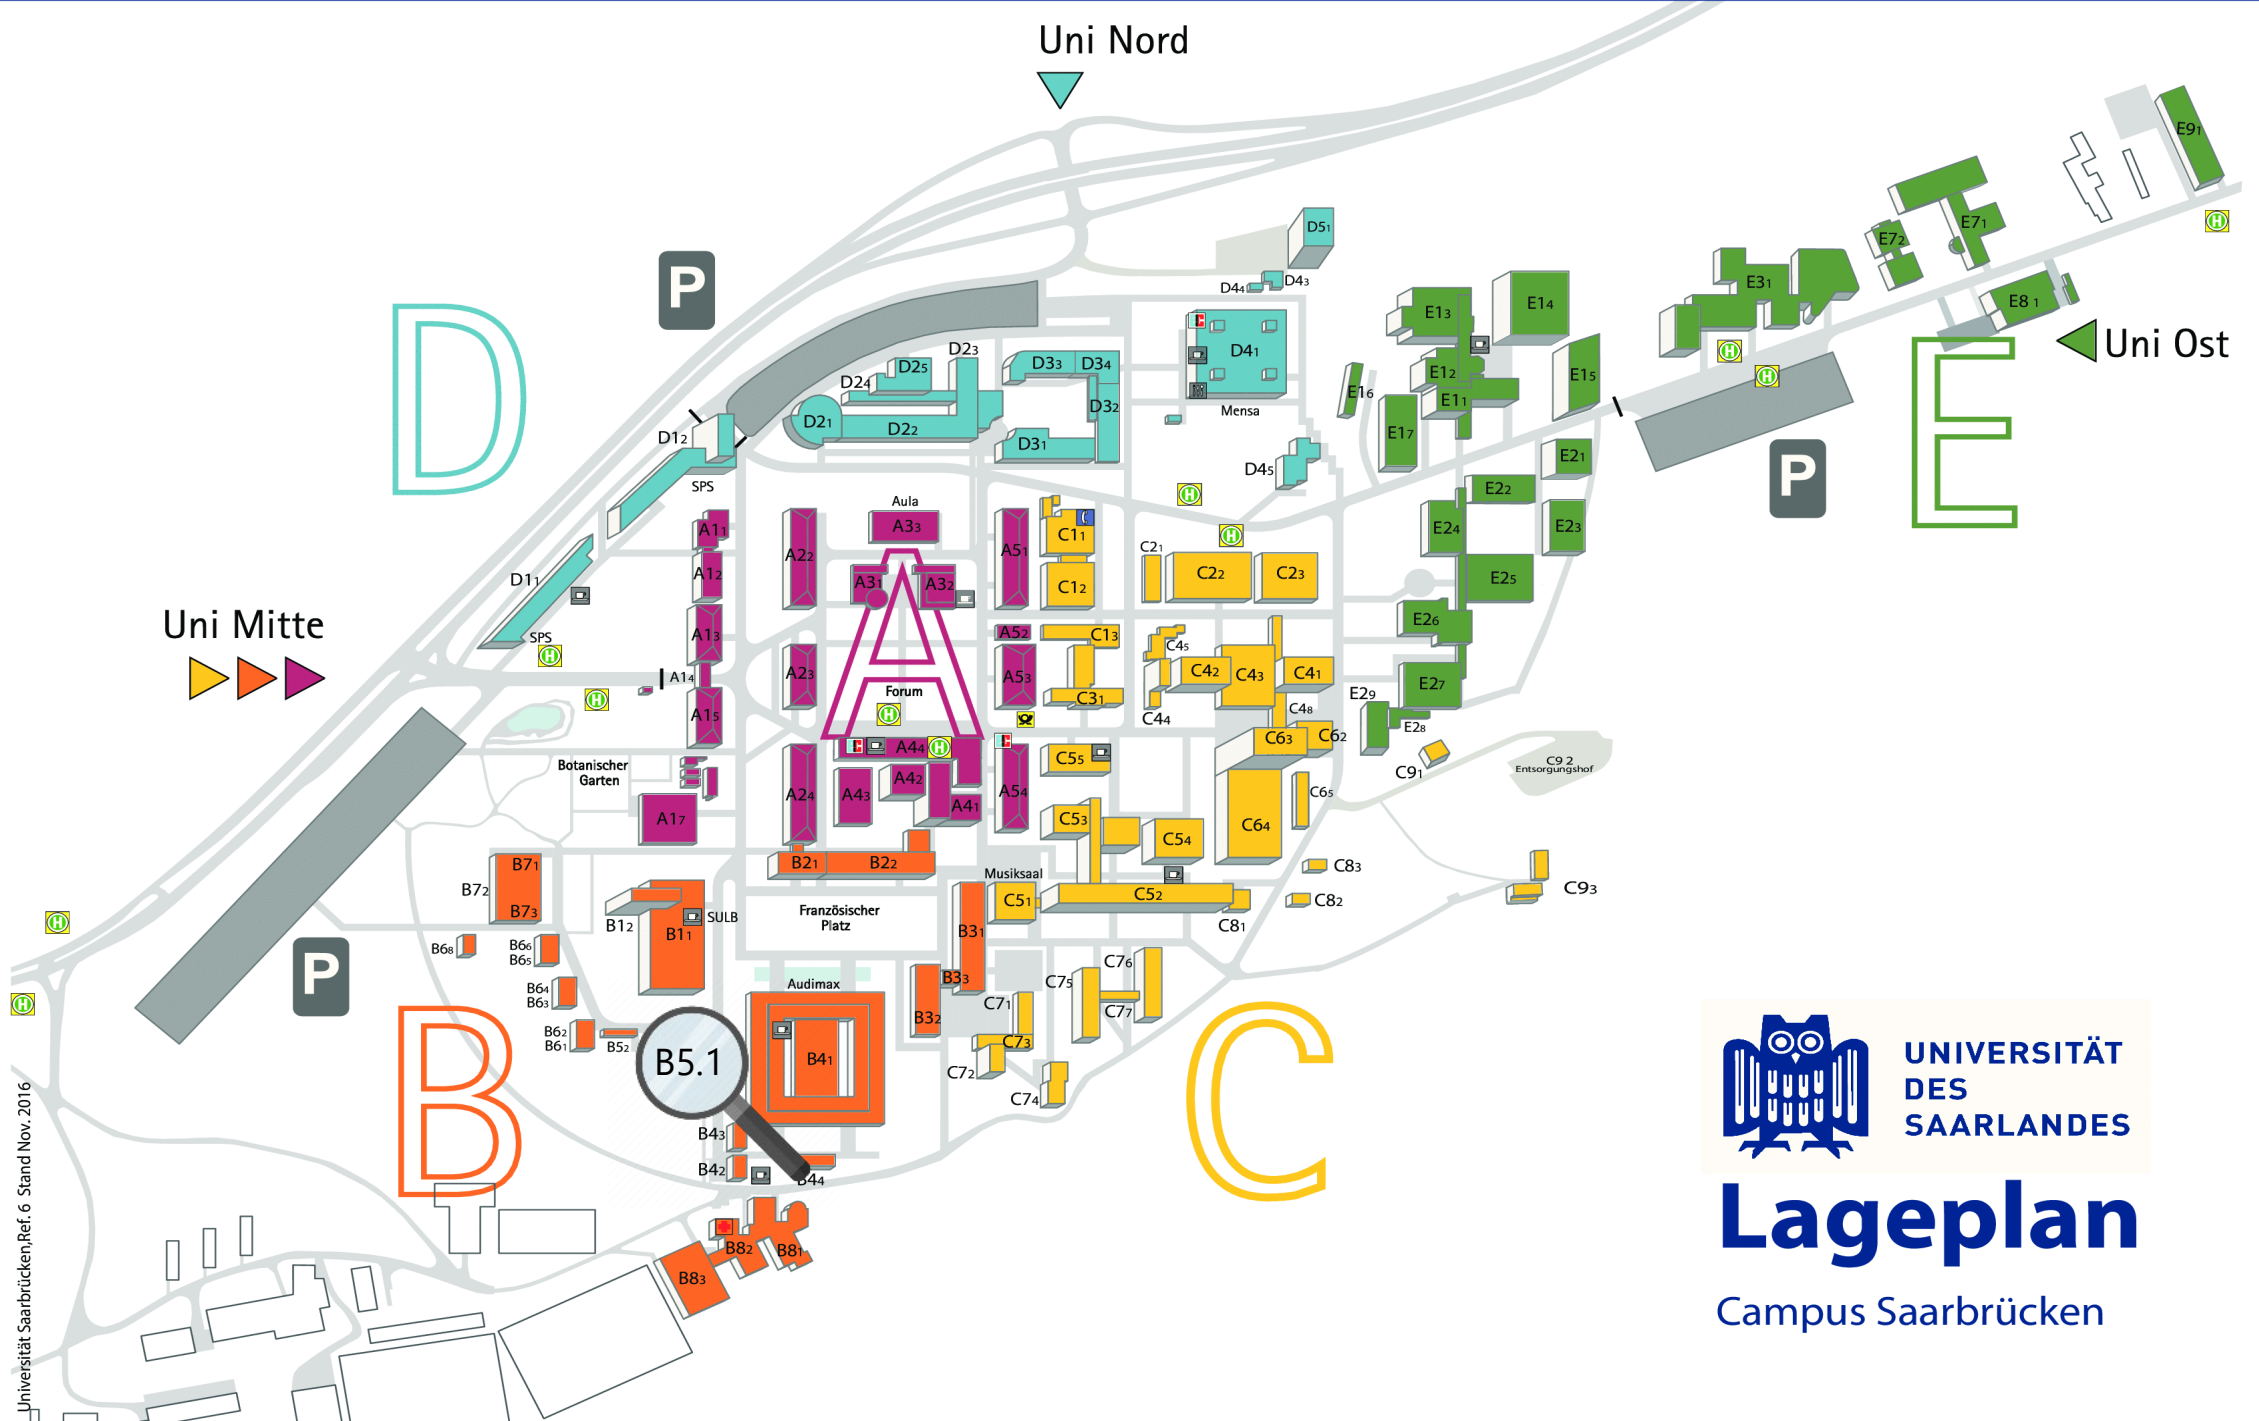 Uni Nord
P
D
D51
D44
D43
D41
Mensa
D23
D25
D24
D21
D22
D33
D34
D32
D31
D45
D12
SPS
D11
SPS
E91
E71
E72
E81
E31
Uni Ost
E
P
E13
E14
E12
E15
E16
E11
E17
E21
E22
E24
E23
E25
E26
E27
E29
E28
Uni Mitte
Aula
A33
A11
A12
A13
A14
A15
A17
A22
A23
A24
A31
A32
A
Forum
A44
A42
A43
A41
A51
A52
A53
A54
C11
C12
C13
C31
C21
C22
C23
C45
C42
C43
C41
C44
C48
C63
C62
C64
C65
C55
C53
C54
C52
Musiksaal
C51
C81
C82
C83
C91
C92
Entsorgungshof
C93
Botanischer
Garten
B71
B72
B73
B12
B11
SULB
B21
B22
Französischer
Platz
B31
B33
B32
B68
B66
B65
B64
B63
B62
B61
B52
B5.1
Audimax
B41
B43
B42
B44
B82
B81
B83
P
B
C71
C72
C73
C74
C75
C76
C77
C
H
H
H
H
H
H
H
H
H
H
H
Universität Saarbrücken,Ref. 6 Stand Nov. 2016
UNIVERSITÄT
DES
SAARLANDES
Lageplan
Campus Saarbrücken